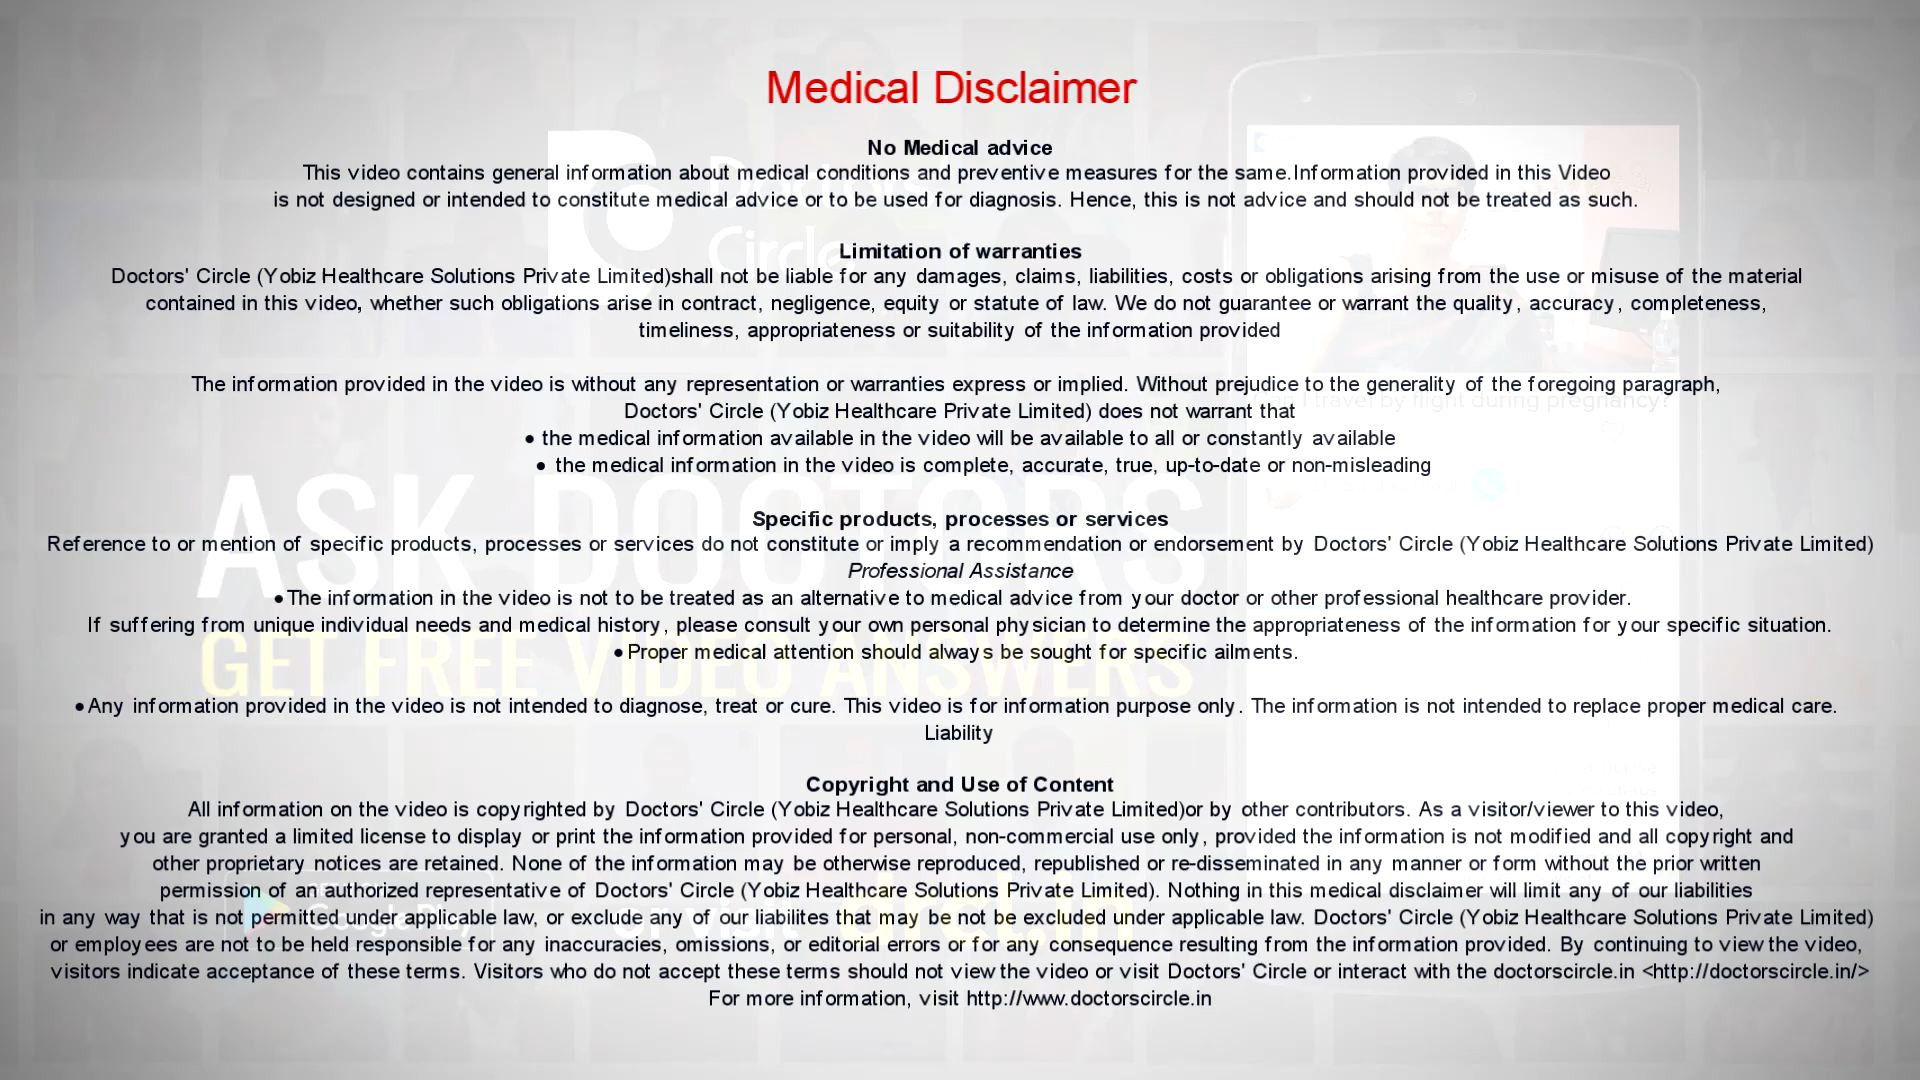 Medical Disclaimer
No Medical advice
This video contains general information about medical conditions and preventive measures for the same.Information provided in this Video
is not designed or intended to constitute medical advice or to be used for diagnosis. Hence, this is not advice and should not be treated as such.
Doctors'
Circle
Limitation of warranties
Doctors' Circle (Yobiz Healthcare Solutions Private Limited)shall not be liable for any damages, claims, liabilities, costs or obligations arising from the use or misuse of the material
contained in this video, whether such obligations arise in contract, negligence, equity or statute of law. We do not guarantee or warrant the quality, accuracy, completeness,
timeliness, appropriateness or suitability of the information provided
The information provided in the video is without any representation or warranties express or implied. Without prejudice to the generality of the foregoing paragraph,
Can I travel by flight during pregnancy?
Doctors' Circle (Yobiz Healthcare Private Limited) does not warrant that
• the medical information available in the video will be available to all or constantly available
• the medical information in the video is complete, accurate, true, up-to-date or non-misleading
ASK DOCTORS
Specific products, processes or services
Reference to or mention of specific products, processes or services do not constitute or imply a recommendation or endorsement by Doctors' Circle (Yobiz Healthcare Solutions Private Limited)
Professional Assistance
•The information in the video is not to be treated as an alternative to medical advice from your doctor or other professional healthcare provider.
If suffering from unique individual needs and medical history, please consult your own personal physician to determine the appropriateness of the information for your specific situation.
GET FREE VIDEO ANSWERS
•Proper medical attention should always be sought for specific ailments.
•Any information provided in the video is not intended to diagnose, treat or cure. This video is for information purpose only. The information is not intended to replace proper medical care.
Liability
Copyright and Use of Content
All information on the video is copyrighted by Doctors' Circle (Yobiz Healthcare Solutions Private Limited)or by other contributors. As a visitor/viewer to this video,
you are granted a limited license to display or print the information provided for personal, non-commercial use only, provided the information is not modified and all copyright and
other proprietary notices are retained. None of the information may be otherwise reproduced, republished or re-disseminated in any manner or form without the prior written
permission of an authorized representative of Doctors' Circle (Yobiz Healthcare Solutions Private Limited). Nothing in this medical disclaimer will limit any of our liabilities
in any way that is not permitted under applicable law, or exclude any of our liabilites that may be not be excluded under applicable law. Doctors' Circle (Yobiz Healthcare Solutions Private Limited)
Google Play
or visit drcl.in
or employees are not to be held responsible for any inaccuracies, omissions, or editorial errors or for any consequence resulting from the information provided. By continuing to view the video,
visitors indicate acceptance of these terms. Visitors who do not accept these terms should not view the video or visit Doctors' Circle or interact with the doctorscircle.in <http://doctorscircle.in/>
For more information, visit http://www.doctorscircle.in